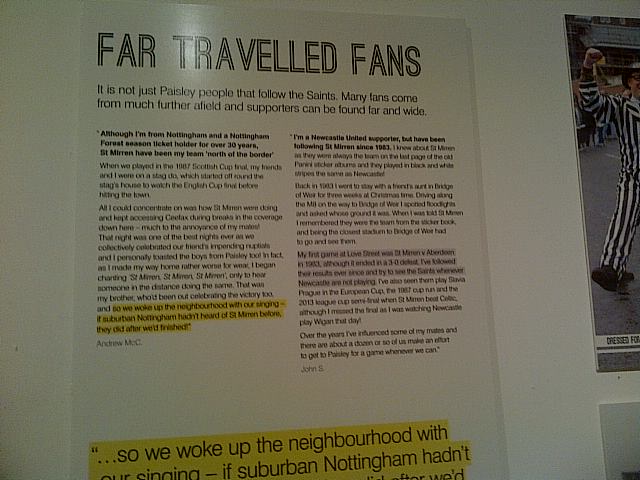 FAR TRAVELLED FANS
It is not just Paisley people that follow the Saints. Many fans come
from much further afield and supporters can be found far and wide.
"Although I'm from Nottingham and a Nottingham
Forest season ticket holder for over 30 years,
St Mirren have been my team 'north of the border'
When we played in the 1987 Scottish Cup final, my friends
and I were on a stag do, which started off round the
stag's house to watch the English Cup final before
hitting the town.
All I could concentrate on was how St Mirren were doing
and kept accessing Ceefax during breaks in the coverage
down here – much to the annoyance of my mates!
That night was one of the best nights ever as we
collectively celebrated our friend's impending nuptials
and I personally toasted the boys from Paisley too! In fact,
as I made my way home rather worse for wear, I began
chanting 'St Mirren, St Mirren, St Mirren', only to hear
someone in the distance doing the same. That was
my brother, who'd been out celebrating the victory too,
and so we woke up the neighbourhood with our singing –
if suburban Nottingham hadn't heard of St Mirren before,
they did after we'd finished!"
Andrew McC.
"I'm a Newcastle United supporter, but have been
following St Mirren since 1983. I knew about St Mirren
as they were always the team on the last page of the old
Panini sticker albums and they played in black and white
stripes the same as Newcastle!
Back in 1983 I went to stay with a friend's aunt in Bridge
of Weir for three weeks at Christmas time. Driving along
the M8 on the way to Bridge of Weir I spotted floodlights
and asked whose ground it was. When I was told St Mirren
I remembered they were the team from the sticker book,
and being the closest stadium to Bridge of Weir had
to go and see them.
My first game at Love Street was St Mirren v Aberdeen
in 1983, although it ended in a 3-0 defeat. I've followed
their results ever since and try to see the Saints whenever
Newcastle are not playing. I've also seen them play Slavia
Prague in the European Cup, the 1987 cup run and the
2013 league cup semi-final when St Mirren beat Celtic,
although I missed the final as I was watching Newcastle
play Wigan that day!
Over the years I've influenced some of my mates and
there are about a dozen or so of us make an effort
to get to Paisley for a game whenever we can."
John S.
"...so we woke up the neighbourhood with
our singing – if suburban Nottingham hadn't
did after we'd
DRESSED FOR